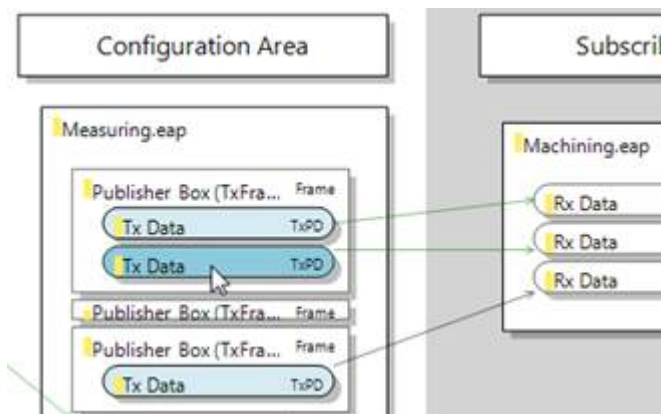 Configuration Area
Subscri
Measuring.eap
Publisher Box (TxFra... Frame
Tx Data TxPD
Tx Data TxPD
Publisher Box (TxFra... Frame
Publisher Box (TxFra... Frame
Tx Data TxPD
Machining.eap
Rx Data
Rx Data
Rx Data